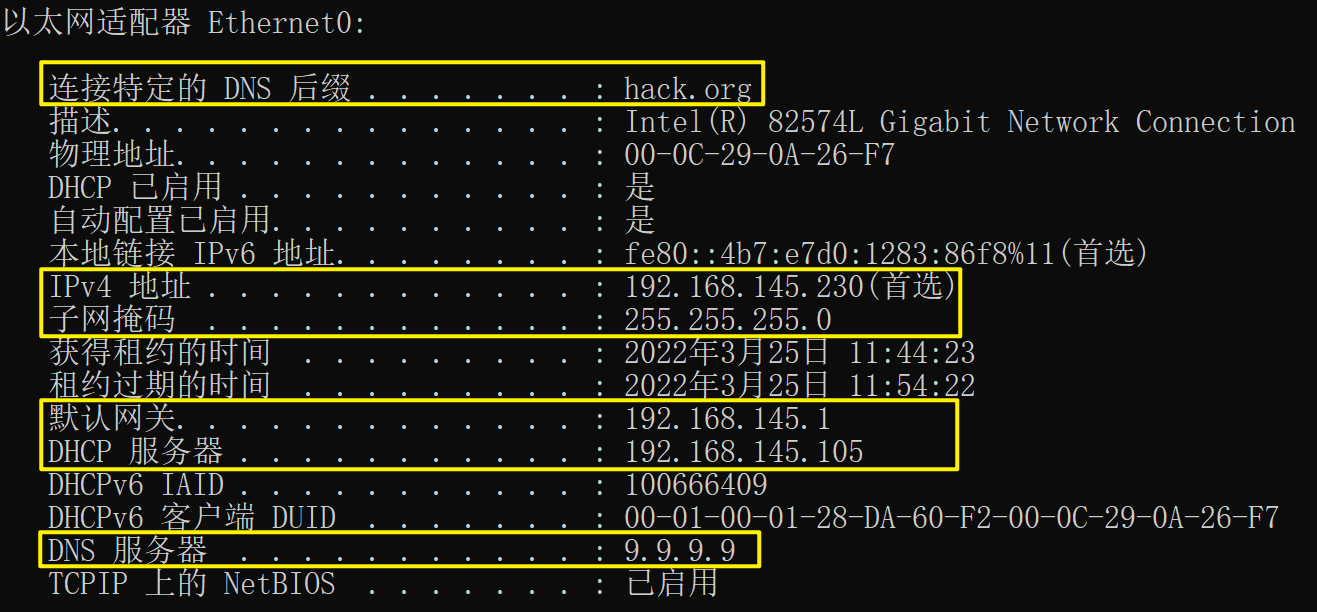 以太网适配器 Ethernet0:
连接特定的 DNS 后缀 . . . . . . . : hack.org
描述. . . . . . . . . . . . . . . : Intel(R) 82574L Gigabit Network Connection
物理地址. . . . . . . . . . . . . : 00-0C-29-0A-26-F7
DHCP 已启用 . . . . . . . . . . . : 是
自动配置已启用. . . . . . . . . . : 是
本地链接 IPv6 地址. . . . . . . . : fe80::4b7:e7d0:1283:86f8%11(首选)
IPv4 地址 . . . . . . . . . . . . : 192.168.145.230(首选)
子网掩码  . . . . . . . . . . . . : 255.255.255.0
获得租约的时间  . . . . . . . . . : 2022年3月25日 11:44:23
租约过期的时间  . . . . . . . . . : 2022年3月25日 11:54:22
默认网关. . . . . . . . . . . . . : 192.168.145.1
DHCP 服务器 . . . . . . . . . . . : 192.168.145.105
DHCPv6 IAID . . . . . . . . . . . : 100666409
DHCPv6 客户端 DUID  . . . . . . . : 00-01-00-01-28-DA-60-F2-00-0C-29-0A-26-F7
DNS 服务器  . . . . . . . . . . . : 9.9.9.9
TCPIP 上的 NetBIOS  . . . . . . . : 已启用